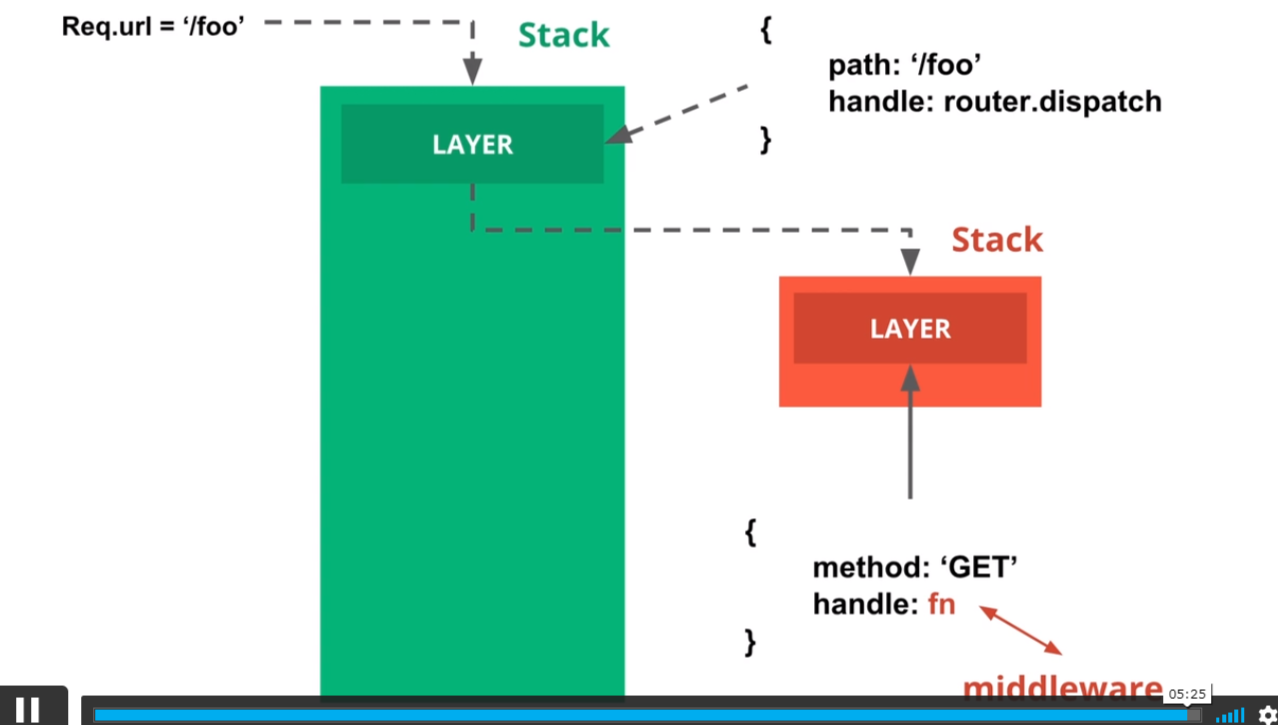 Req.url = ‘/foo’
Stack
{
path: ‘/foo’
handle: router.dispatch
}
LAYER
Stack
LAYER
{
method: ‘GET’
handle: fn
}
middleware
05:25